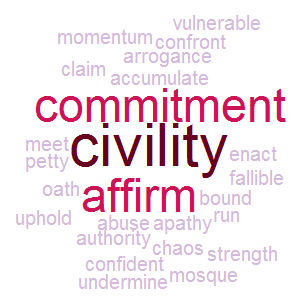 vulnerable
momentum confront
arrogance
claim accumulate
commitment
meet civility enact
petty
oath affirm fallible
bound
uphold abuse apathy run
authority chaos strength
confident
undermine mosque